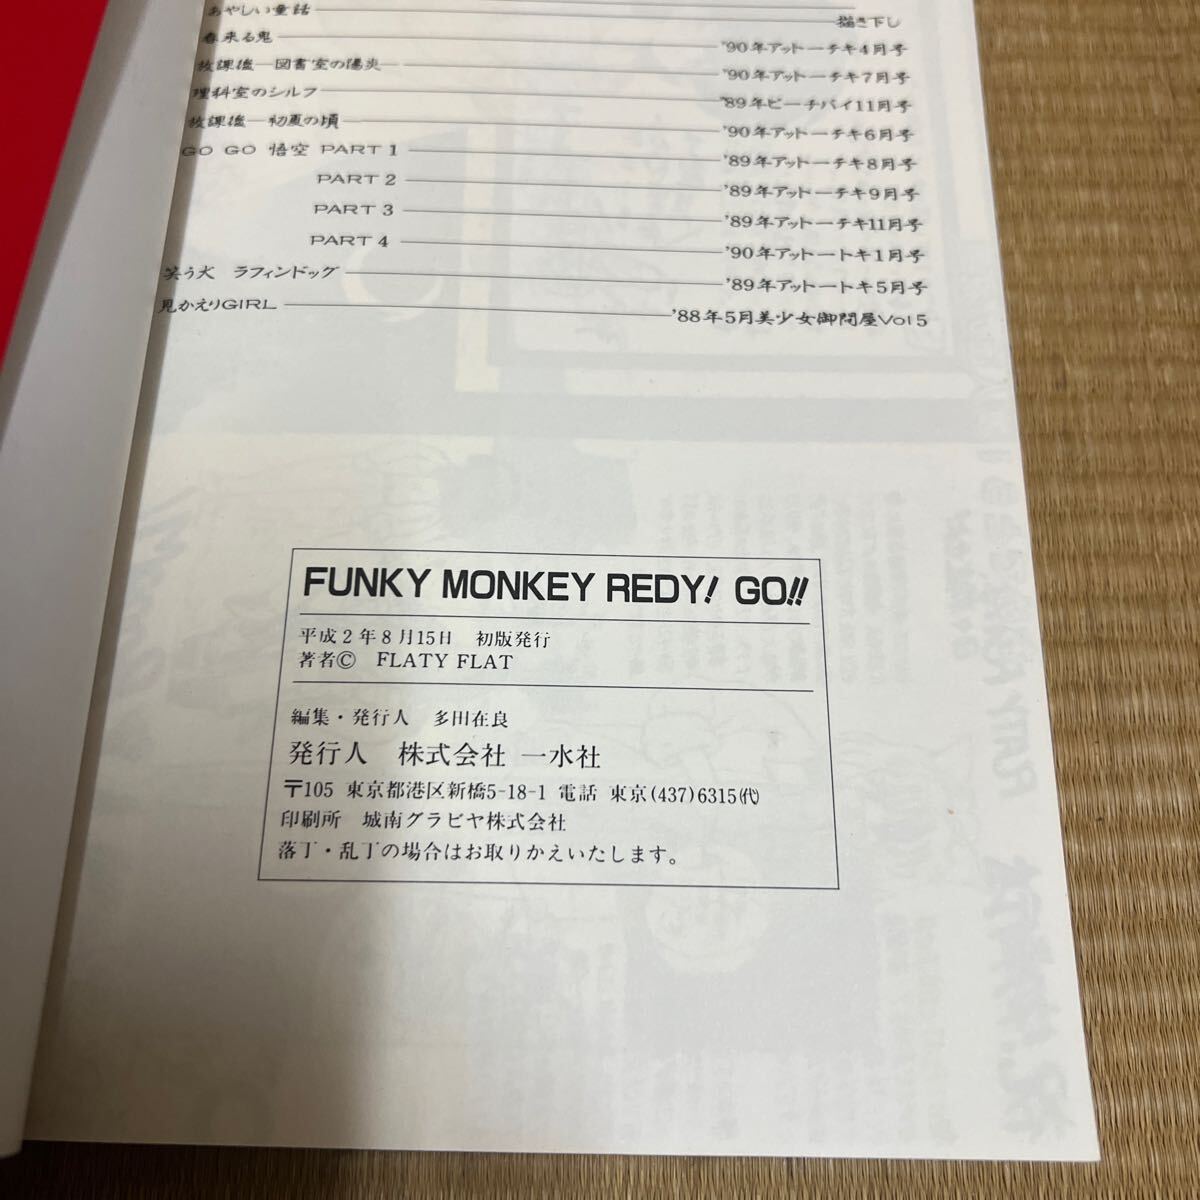 あやしい童話 描き下し
春来る鬼 '90年アットーテキ4月号
放課後―図書室の陽炎 '90年アットーテキ7月号
理科室のシルフ '89年ピーチパイ11月号
放課後―初夏の頃 '90年アットーテキ6月号
GO GO 悟空 PART 1 '89年アットーテキ8月号
PART 2 '89年アットーテキ9月号
PART 3 '89年アットーテキ11月号
PART 4 '90年アットートキ1月号
笑う犬 ラフィンドッグ '89年アットートキ5月号
見かえりGIRL '88年5月美少女御問屋Vol5
FUNKY MONKEY REDY! GO!!
平成2年8月15日 初版発行
著者© FLATY FLAT
編集・発行人 多田在良
発行人 株式会社 一水社
〒105 東京都港区新橋5-18-1 電話 東京(437)6315(代)
印刷所 城南グラビヤ株式会社
落丁・乱丁の場合はお取りかえいたします。